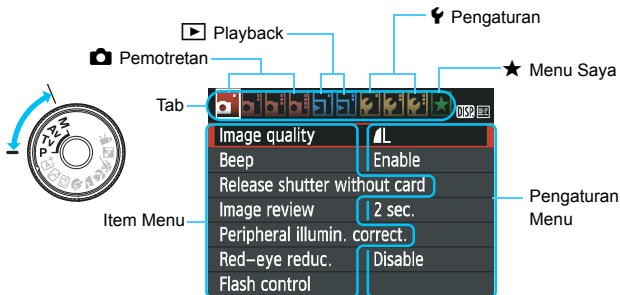 Playback
Pengaturan
Pemotretan
Menu Saya
Tab
DISP.
Image quality L
Beep Enable
Release shutter without card
Image review 2 sec.
Item Menu
Pengaturan Menu
Peripheral illumin. correct.
Red-eye reduc. Disable
Flash control
M
Av
Tv
P